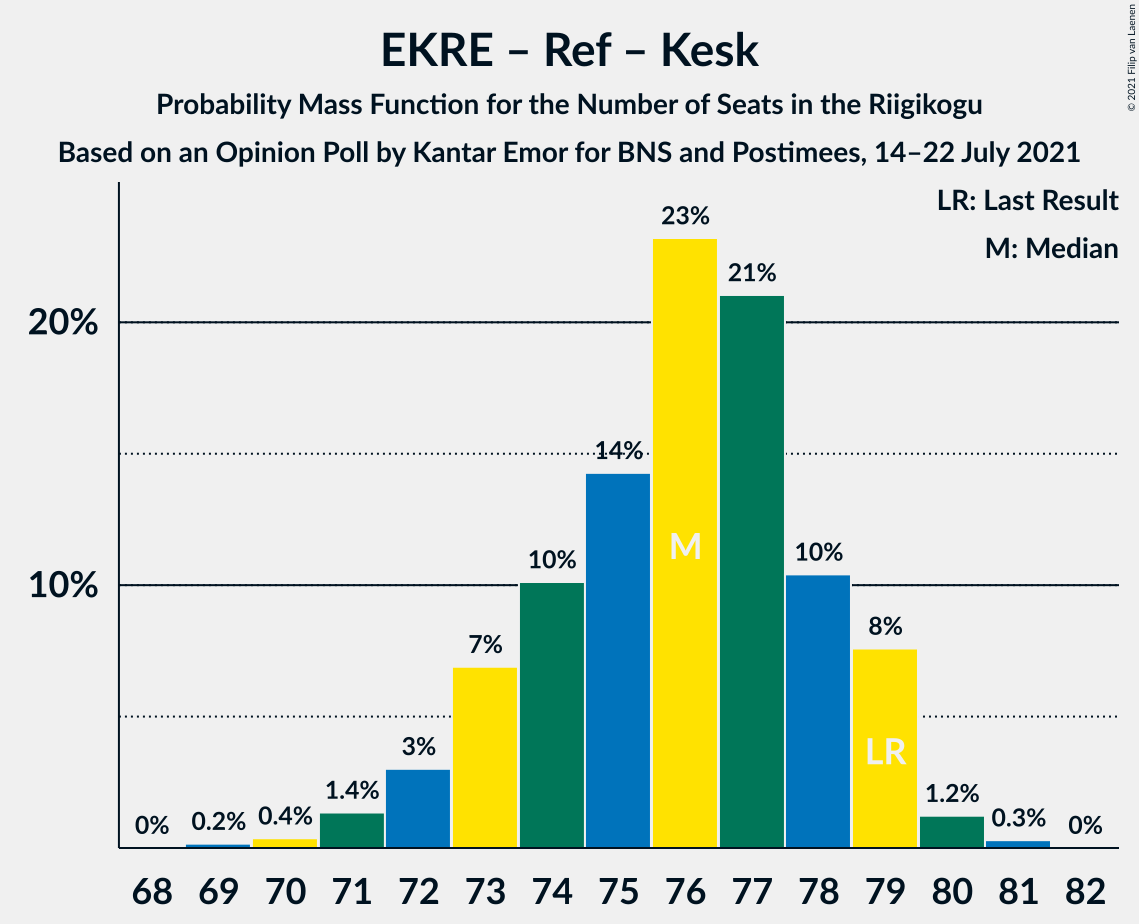 EKRE – Ref – Kesk
Probability Mass Function for the Number of Seats in the Riigikogu
Based on an Opinion Poll by Kantar Emor for BNS and Postimees, 14–22 July 2021
© 2021 Filip van Laenen
LR: Last Result
M: Median
20%
10%
0%
0.2%
0.4%
1.4%
3%
7%
10%
14%
23%
21%
10%
8%
1.2%
0.3%
0%
M
LR
68 69 70 71 72 73 74 75 76 77 78 79 80 81 82